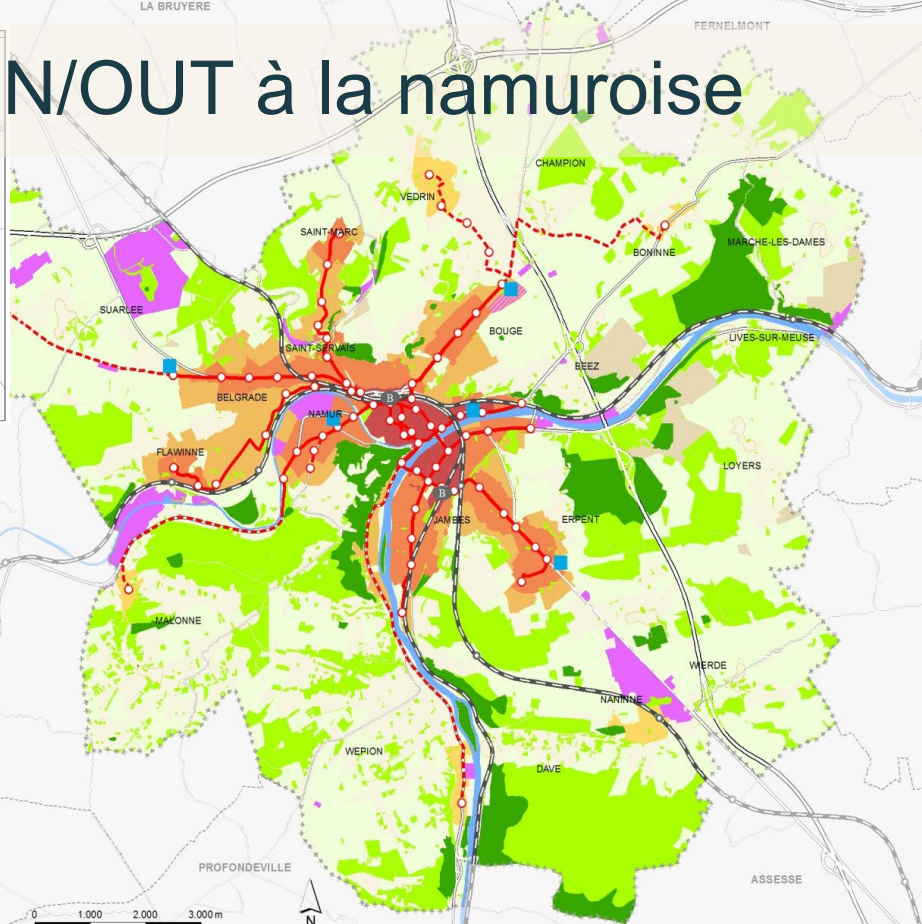 LA BRUYERE
FERNELMONT
N/OUT à la namuroise
CHAMPION
VEDRIN
SAINT-MARC
MARCHE-LES-DAMES
BONINNE
SUARLEE
BOUGE
LIVES-SUR-MEUSE
SAINT-SERVAIS
BEEZ
BELGRADE
B
NAMUR
FLAWINNE
LOYERS
B
JAMBES
ERPENT
MALONNE
WIERDE
NANINNE
WEPION
DAVE
PROFONDEVILLE
ASSESSE
0 1.000 2.000 3.000 m
N